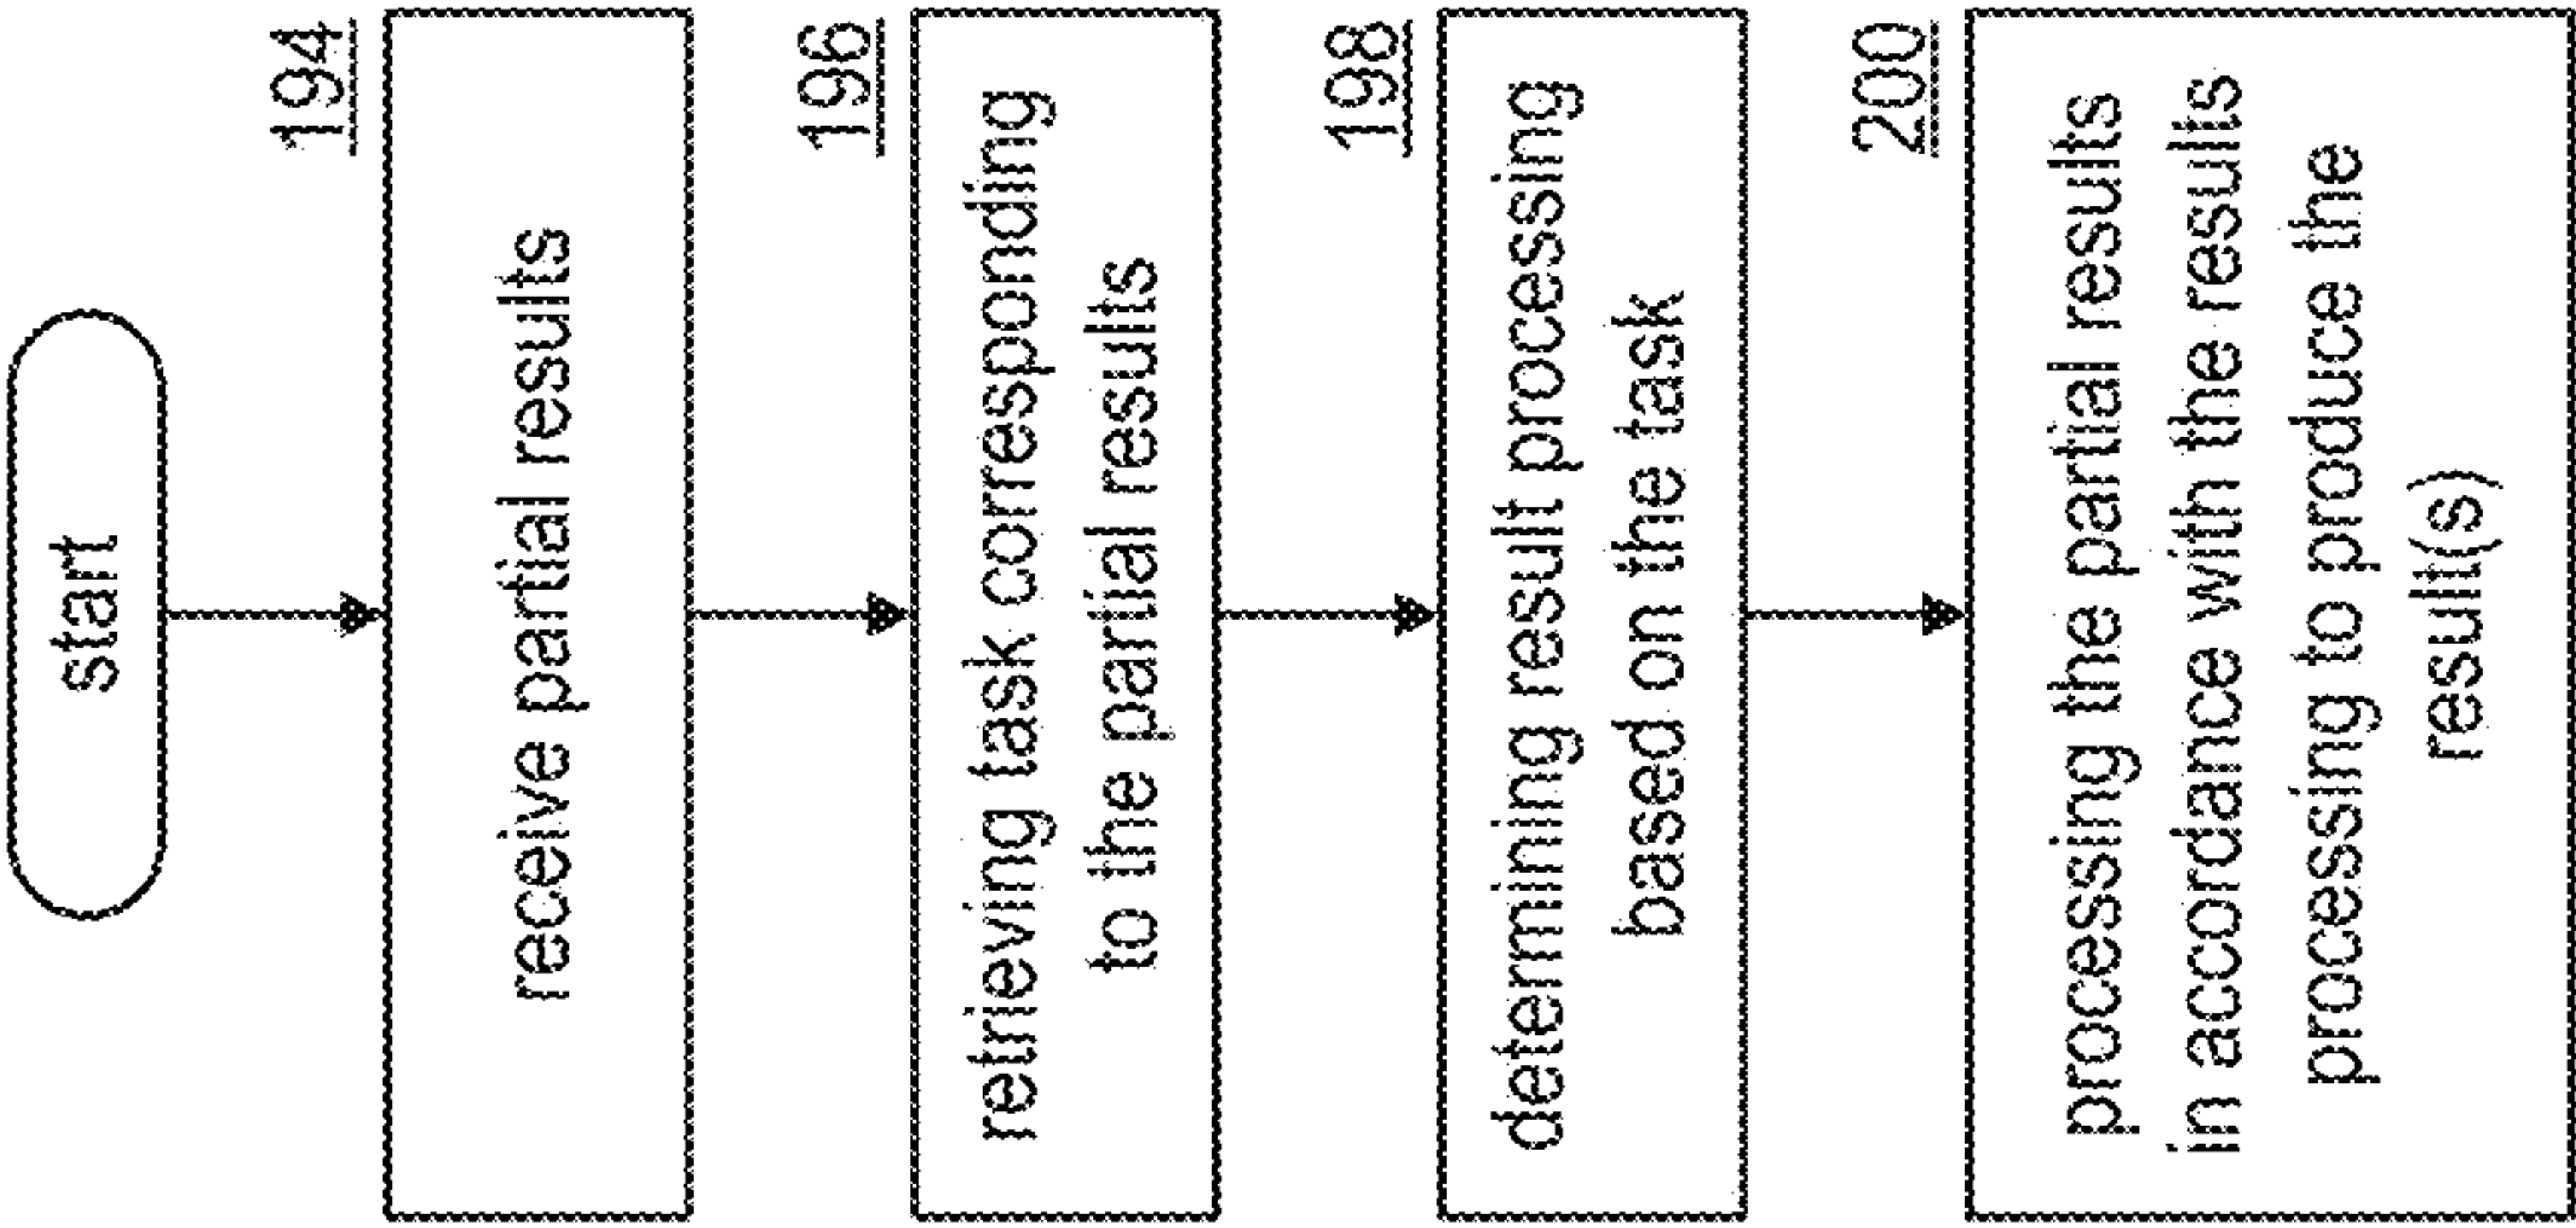 start
194
receive partial results
196
retrieving task corresponding
to the partial results
198
determining result processing
based on the task
200
processing the partial results
in accordance with the results
processing to produce the
result(s)